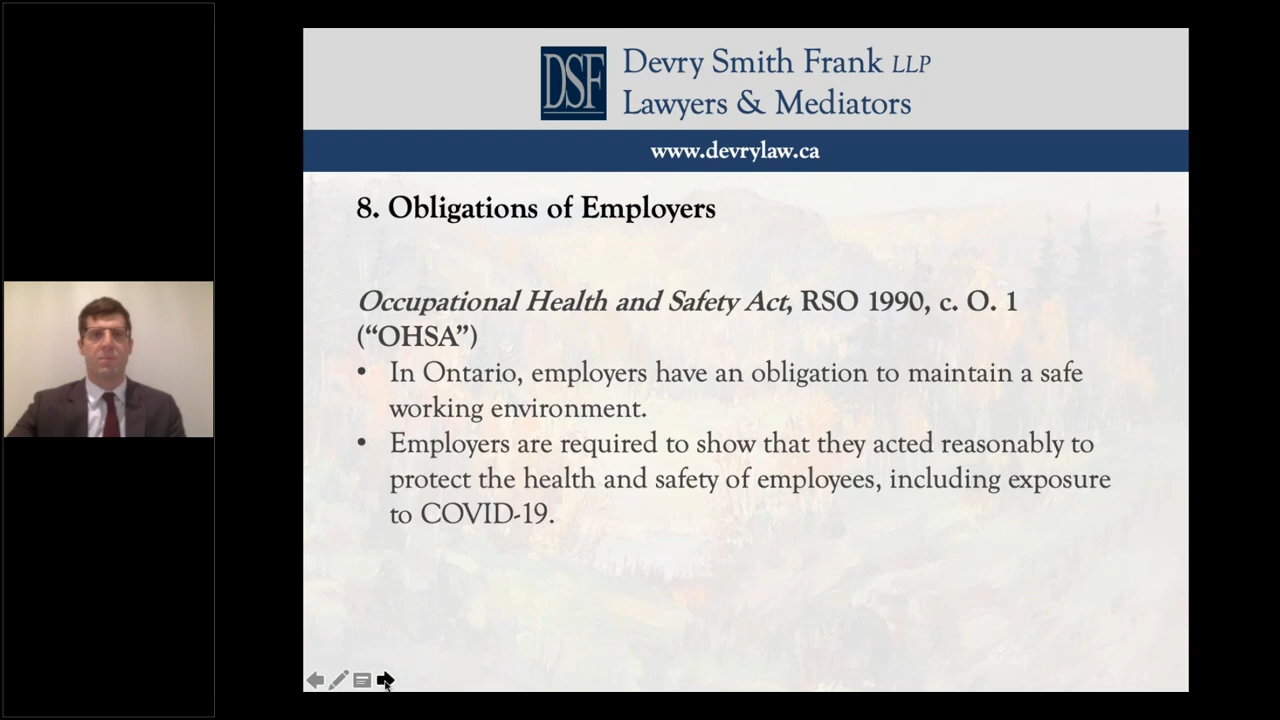 DSF
Devry Smith Frank LLP
Lawyers & Mediators
www.devrylaw.ca
8. Obligations of Employers
Occupational Health and Safety Act, RSO 1990, c. O. 1
(“OHSA”)
• In Ontario, employers have an obligation to maintain a safe
working environment.
• Employers are required to show that they acted reasonably to
protect the health and safety of employees, including exposure
to COVID-19.